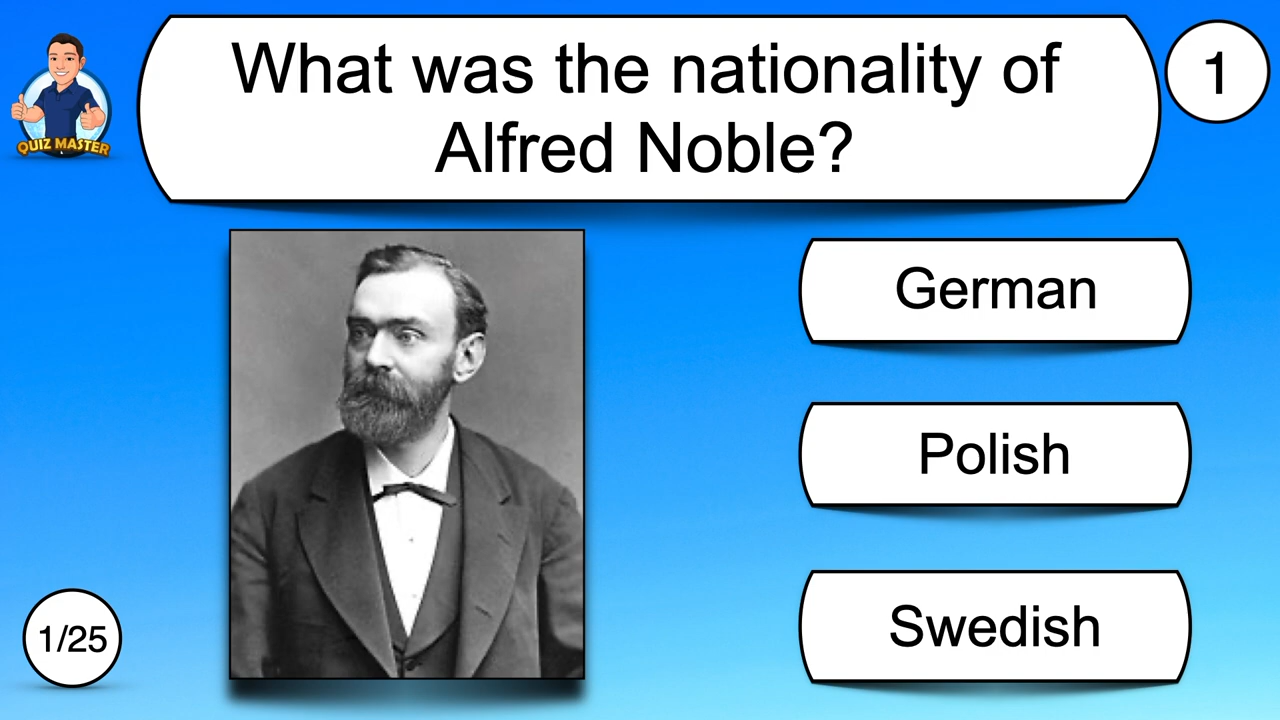 What was the nationality of
Alfred Noble?
1
QUIZ MASTER
German
Polish
Swedish
1/25